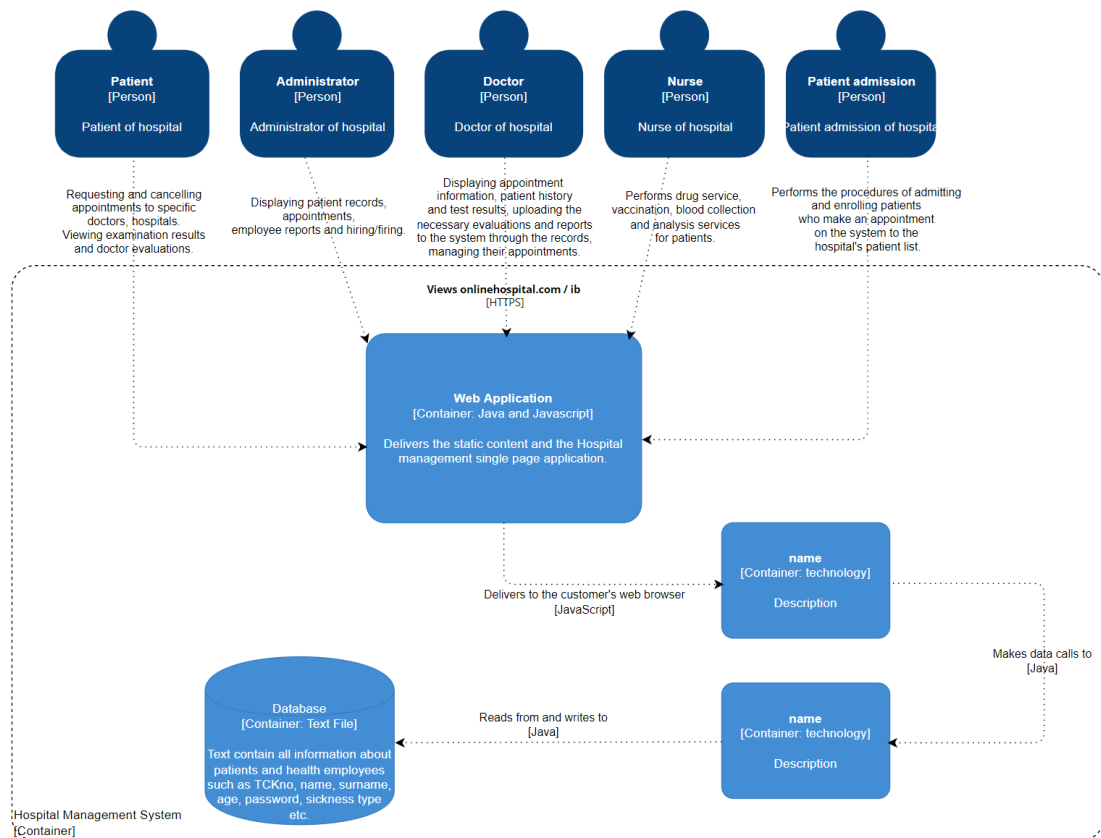 Patient
[Person]
Patient of hospital
Administrator
[Person]
Administrator of hospital
Doctor
[Person]
Doctor of hospital
Nurse
[Person]
Nurse of hospital
Patient admission
[Person]
Patient admission of hospita
Requesting and cancelling
appointments to specific
doctors, hospitals.
Viewing examination results
and doctor evaluations.
Displaying patient records,
appointments,
employee reports and hiring/firing.
Displaying appointment
information, patient history
and test results, uploading the
necessary evaluations and reports
to the system through the records,
managing their appointments.
Performs drug service,
vaccination, blood collection
and analysis services
for patients.
Performs the procedures of admitting
and enrolling patients
who make an appointment
on the system to the
hospital's patient list.
Views onlinehospital.com / ib
[HTTPS]
Web Application
[Container: Java and Javascript]
Delivers the static content and the Hospital
management single page application.
Delivers to the customer's web browser
[JavaScript]
name
[Container: technology]
Description
Makes data calls to
[Java]
name
[Container: technology]
Description
Reads from and writes to
[Java]
Database
[Container: Text File]
Text contain all information about
patients and health employees
such as TCKno, name, surname,
age, password, sickness type
etc.
Hospital Management System
[Container]